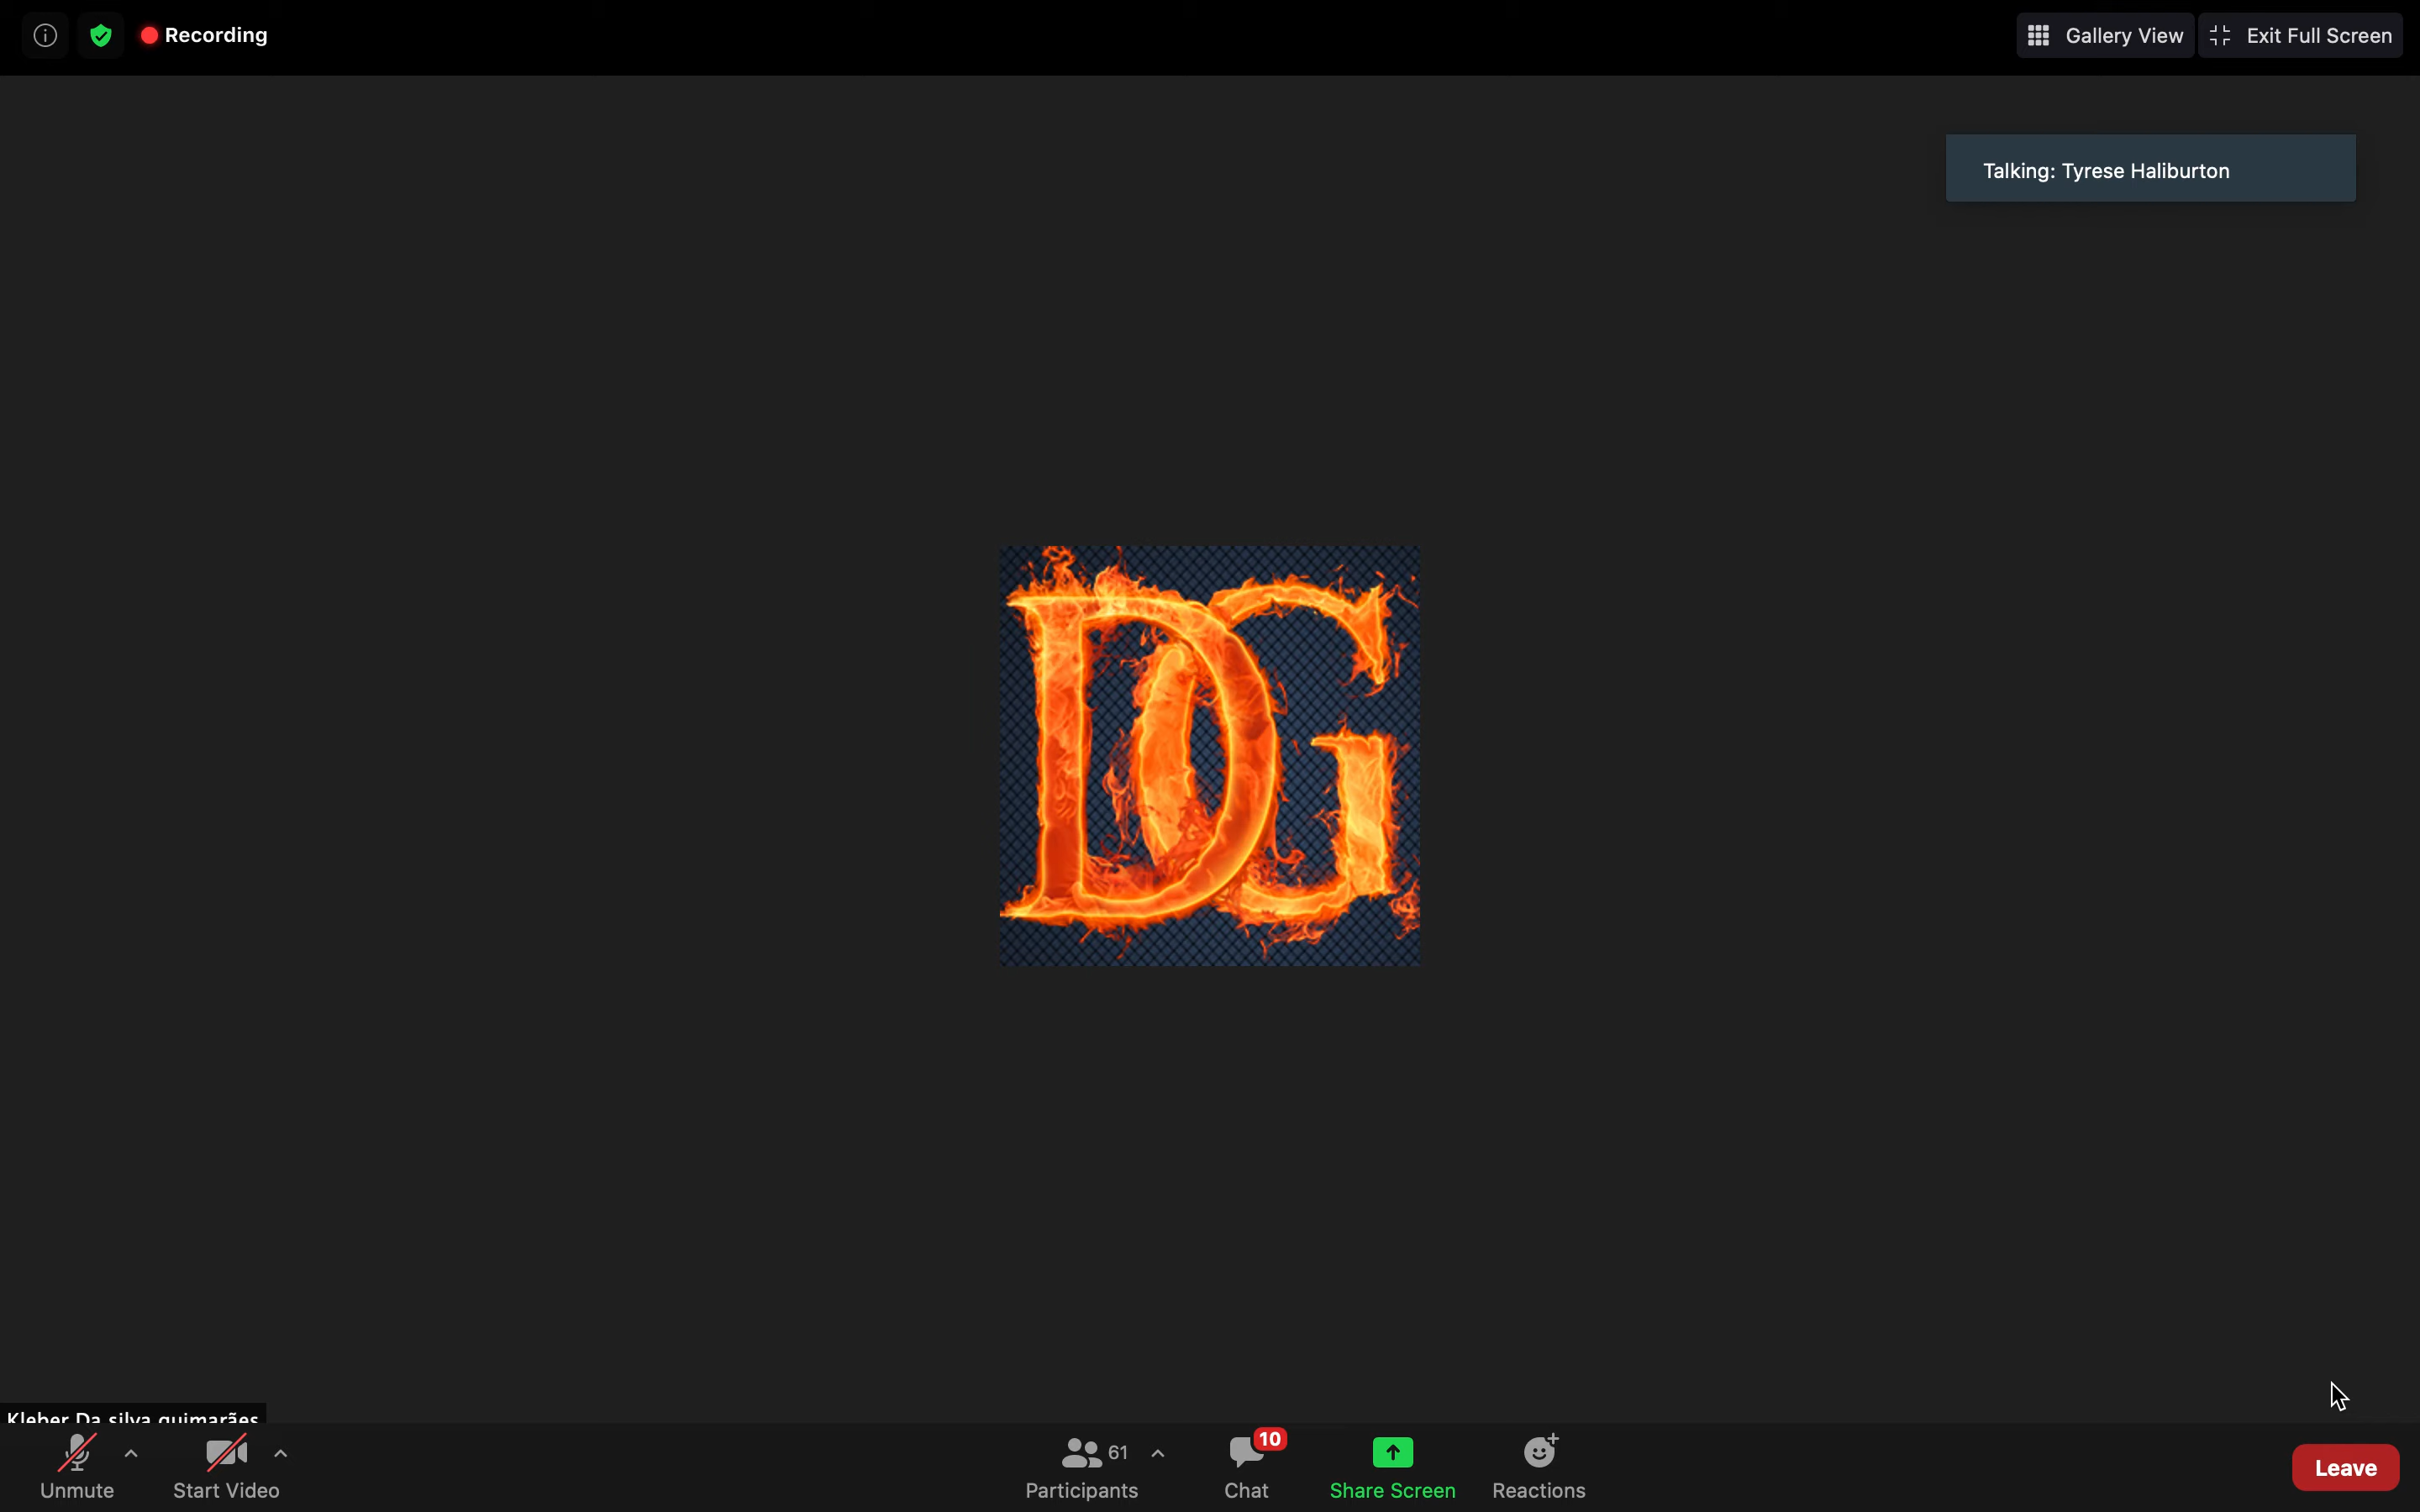 Recording
Gallery View
Exit Full Screen
Talking: Tyrese Haliburton
DG
Kleber Da silva guimarães
Unmute
Start Video
61
Participants
10
Chat
Share Screen
Reactions
Leave